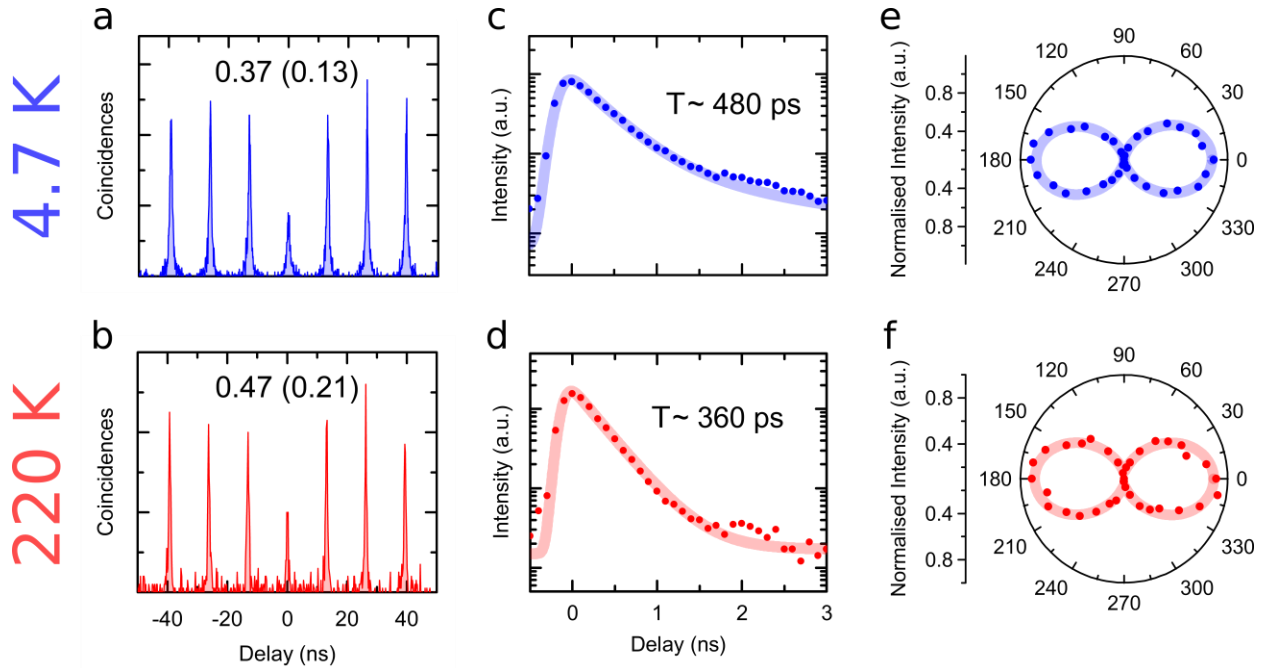 4.7 K
a
0.37 (0.13)
Coincidences
c
T~ 480 ps
Intensity (a.u.)
0 1 2 3
e
Normalised Intensity (a.u.)
0.8
0.4
0.4
0.8
90
120 60
150 30
180 0
210 330
240 300
270
220 K
b
0.47 (0.21)
Coincidences
-40 -20 0 20 40
Delay (ns)
d
T~ 360 ps
Intensity (a.u.)
0 1 2 3
Delay (ns)
f
Normalised Intensity (a.u.)
0.8
0.4
0.4
0.8
90
120 60
150 30
180 0
210 330
240 300
270